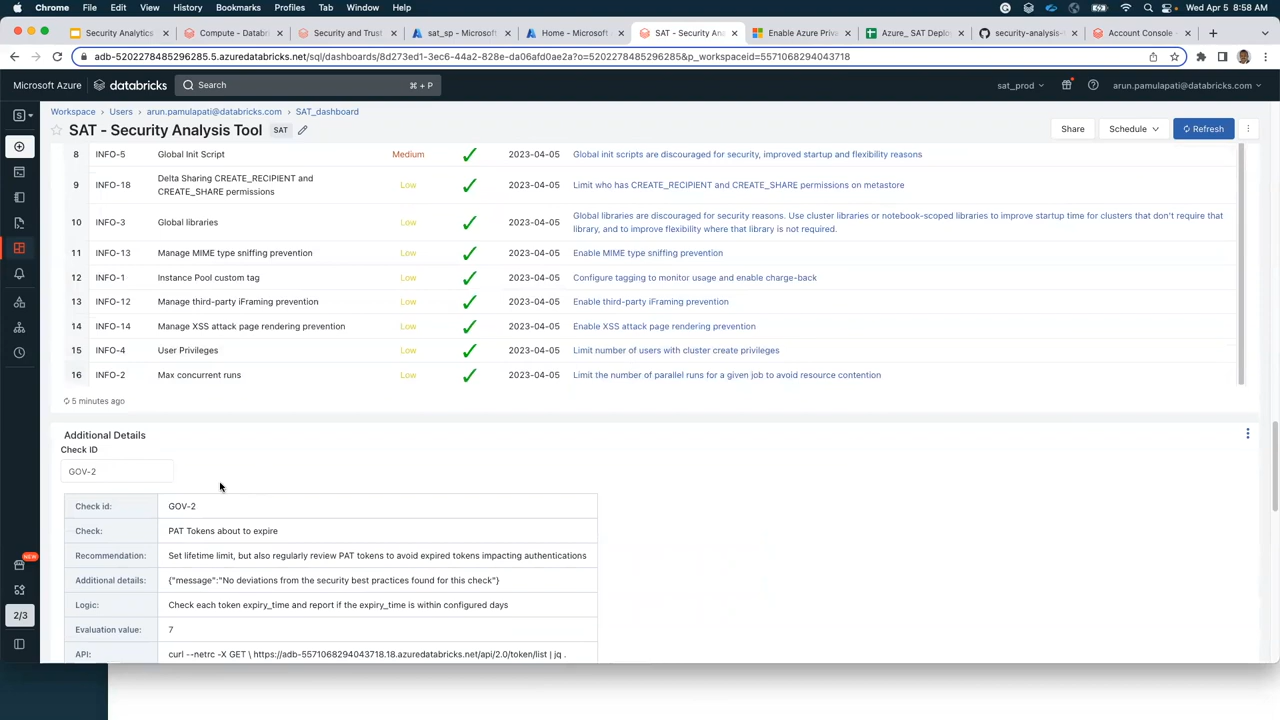 Chrome File Edit View History Bookmarks Profiles Tab Window Help
Wed Apr 5 8:58 AM
Security Analytics
Compute - Databri
Security and Trust
sat_sp - Microsof
Home - Microsoft
SAT - Security Ana
Enable Azure Priva
Azure_ SAT Deplo
security-analysis-
Account Console -
adb-5202278485296285.5.azuredatabricks.net/sql/dashboards/8d273ed1-3ec6-44a2-828e-da06fafd0ae2a?o=5202278485296285&p_workspaceid=5571068294043718
Microsoft Azure databricks Search ⌘ + P sat_prod arun.pamulapati@databricks.com
Workspace > Users > arun.pamulapati@databricks.com > SAT_dashboard
SAT - Security Analysis Tool SAT Share Schedule Refresh
8 INFO-5 Global Init Script Medium ✓ 2023-04-05 Global init scripts are discouraged for security, improved startup and flexibility reasons
9 INFO-18 Delta Sharing CREATE_RECIPIENT and CREATE_SHARE permissions Low ✓ 2023-04-05 Limit who has CREATE_RECIPIENT and CREATE_SHARE permissions on metastore
10 INFO-3 Global libraries Low ✓ 2023-04-05 Global libraries are discouraged for security reasons. Use cluster libraries or notebook-scoped libraries to improve startup time for clusters that don't require that
library, and to improve flexibility where that library is not required.
11 INFO-13 Manage MIME type sniffing prevention Low ✓ 2023-04-05 Enable MIME type sniffing prevention
12 INFO-1 Instance Pool custom tag Low ✓ 2023-04-05 Configure tagging to monitor usage and enable charge-back
13 INFO-12 Manage third-party iFraming prevention Low ✓ 2023-04-05 Enable third-party iFraming prevention
14 INFO-14 Manage XSS attack page rendering prevention Low ✓ 2023-04-05 Enable XSS attack page rendering prevention
15 INFO-4 User Privileges Low ✓ 2023-04-05 Limit number of users with cluster create privileges
16 INFO-2 Max concurrent runs Low ✓ 2023-04-05 Limit the number of parallel runs for a given job to avoid resource contention
5 minutes ago
Additional Details
Check ID
GOV-2
Check id: GOV-2
Check: PAT Tokens about to expire
Recommendation: Set lifetime limit, but also regularly review PAT tokens to avoid expired tokens impacting authentications
Additional details: {"message":"No deviations from the security best practices found for this check"}
Logic: Check each token expiry_time and report if the expiry_time is within configured days
Evaluation value: 7
API: curl --netrc -X GET \ https://adb-5571068294043718.18.azuredatabricks.net/api/2.0/token/list | jq .
NEW
2/3